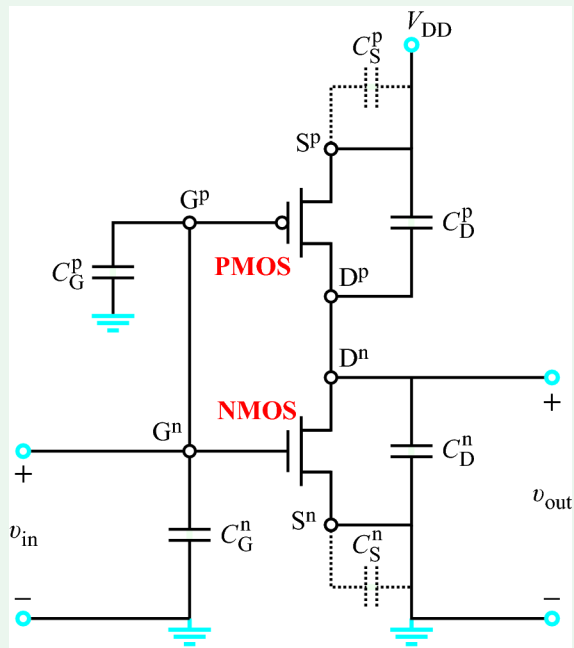 V_DD
C_S^p
S^p
G^p
C_D^p
C_G^p
PMOS
D^p
D^n
NMOS
G^n
+
+
C_D^n
v_in
C_G^n
S^n
C_S^n
v_out
−
−